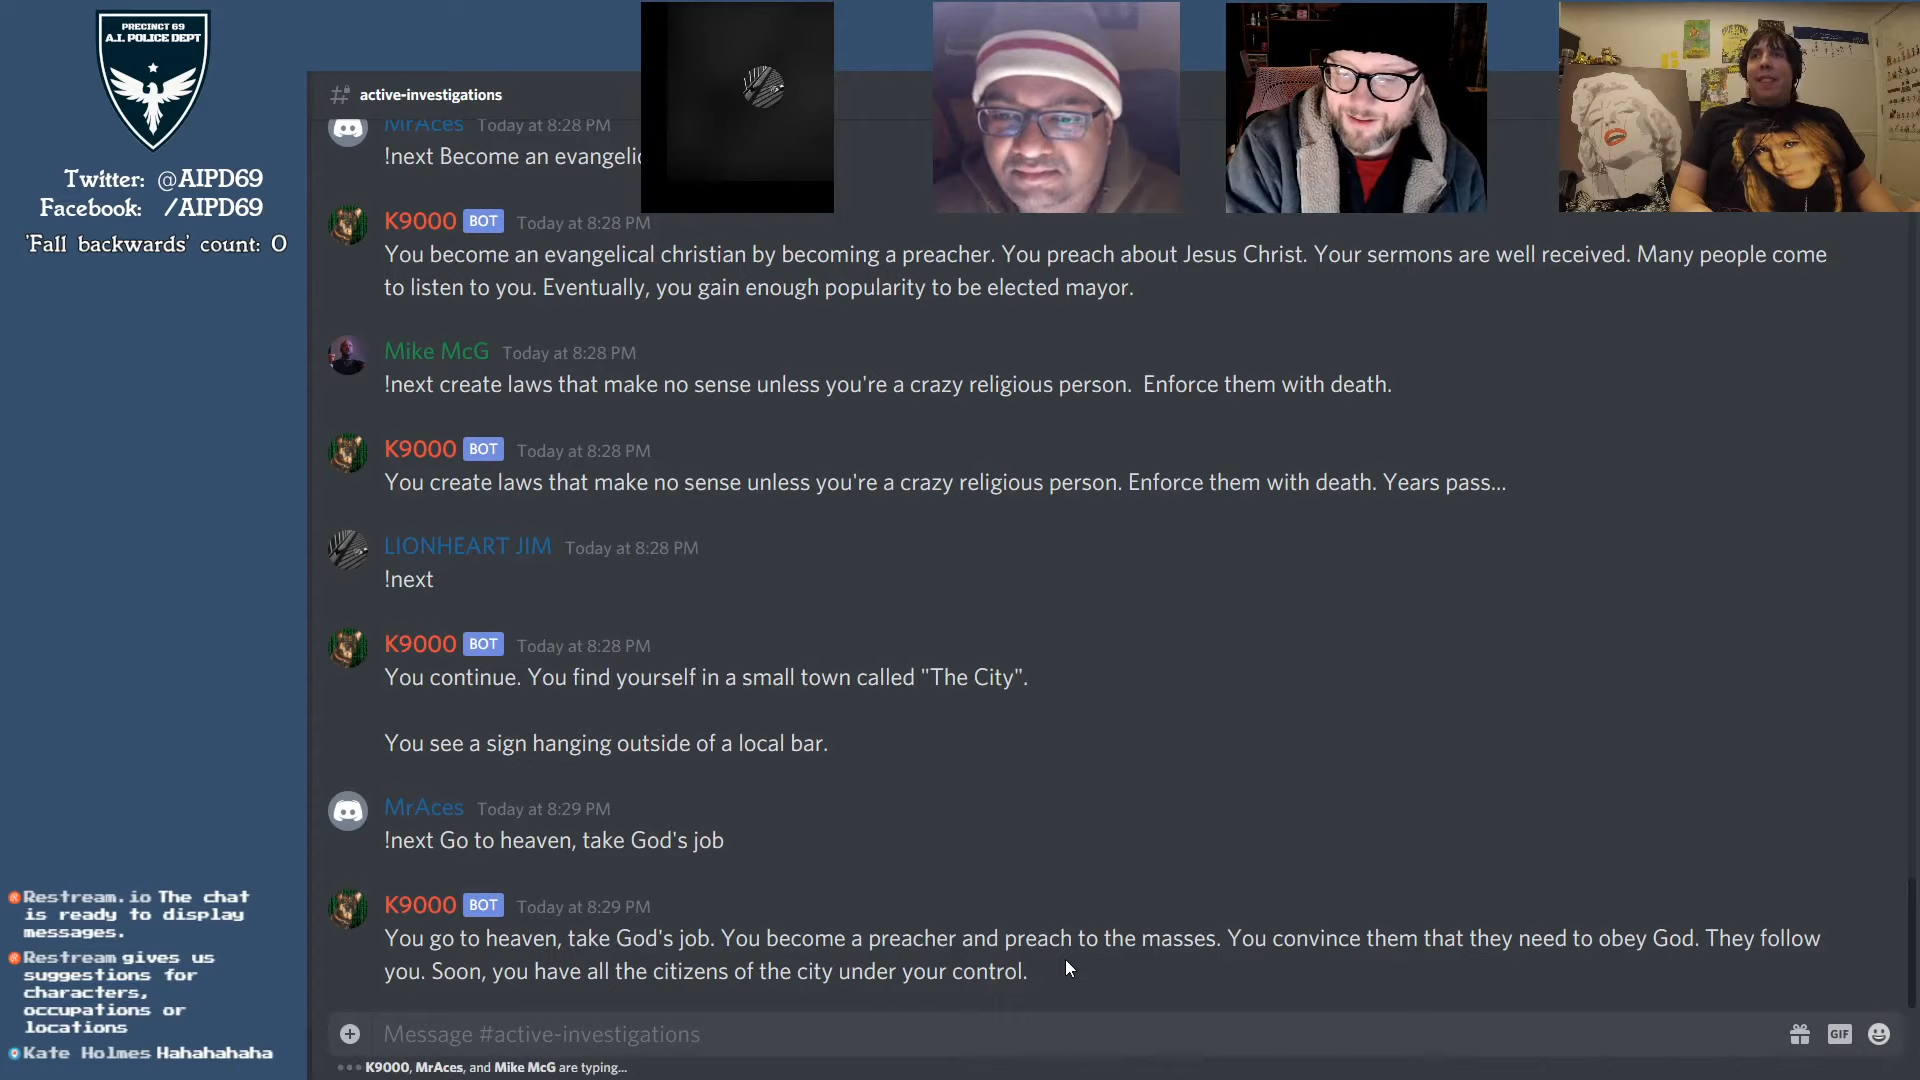 PRECINCT 69
A.I. POLICE DEPT
Twitter: @AIPD69
Facebook: /AIPD69
'Fall backwards' count: 0
active-investigations
MrAces Today at 8:28 PM
!next Become an evangelic
K9000 BOT Today at 8:28 PM
You become an evangelical christian by becoming a preacher. You preach about Jesus Christ. Your sermons are well received. Many people come
to listen to you. Eventually, you gain enough popularity to be elected mayor.
Mike McG Today at 8:28 PM
!next create laws that make no sense unless you're a crazy religious person.  Enforce them with death.
K9000 BOT Today at 8:28 PM
You create laws that make no sense unless you're a crazy religious person. Enforce them with death. Years pass...
LIONHEART JIM Today at 8:28 PM
!next
K9000 BOT Today at 8:28 PM
You continue. You find yourself in a small town called "The City".
You see a sign hanging outside of a local bar.
MrAces Today at 8:29 PM
!next Go to heaven, take God's job
K9000 BOT Today at 8:29 PM
You go to heaven, take God's job. You become a preacher and preach to the masses. You convince them that they need to obey God. They follow
you. Soon, you have all the citizens of the city under your control.
Message #active-investigations
GIF
K9000, MrAces, and Mike McG are typing...
Restream.io The chat
is ready to display
messages.
Restream gives us
suggestions for
characters,
occupations or
locations
Kate Holmes Hahahahaha